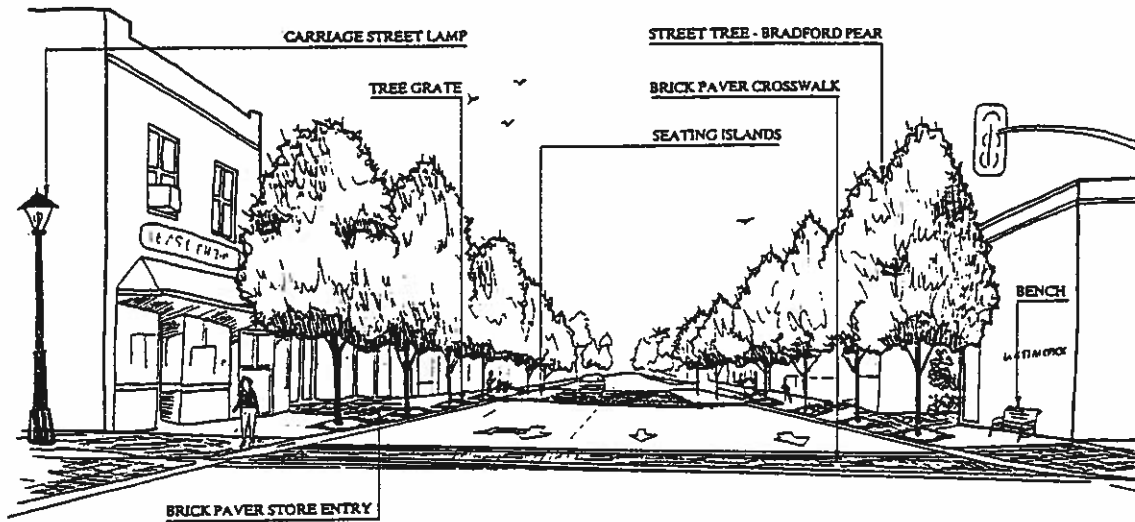 CARRIAGE STREET LAMP
STREET TREE - BRADFORD PEAR
TREE GRATE
BRICK PAVER CROSSWALK
SEATING ISLANDS
BENCH
BRICK PAVER STORE ENTRY